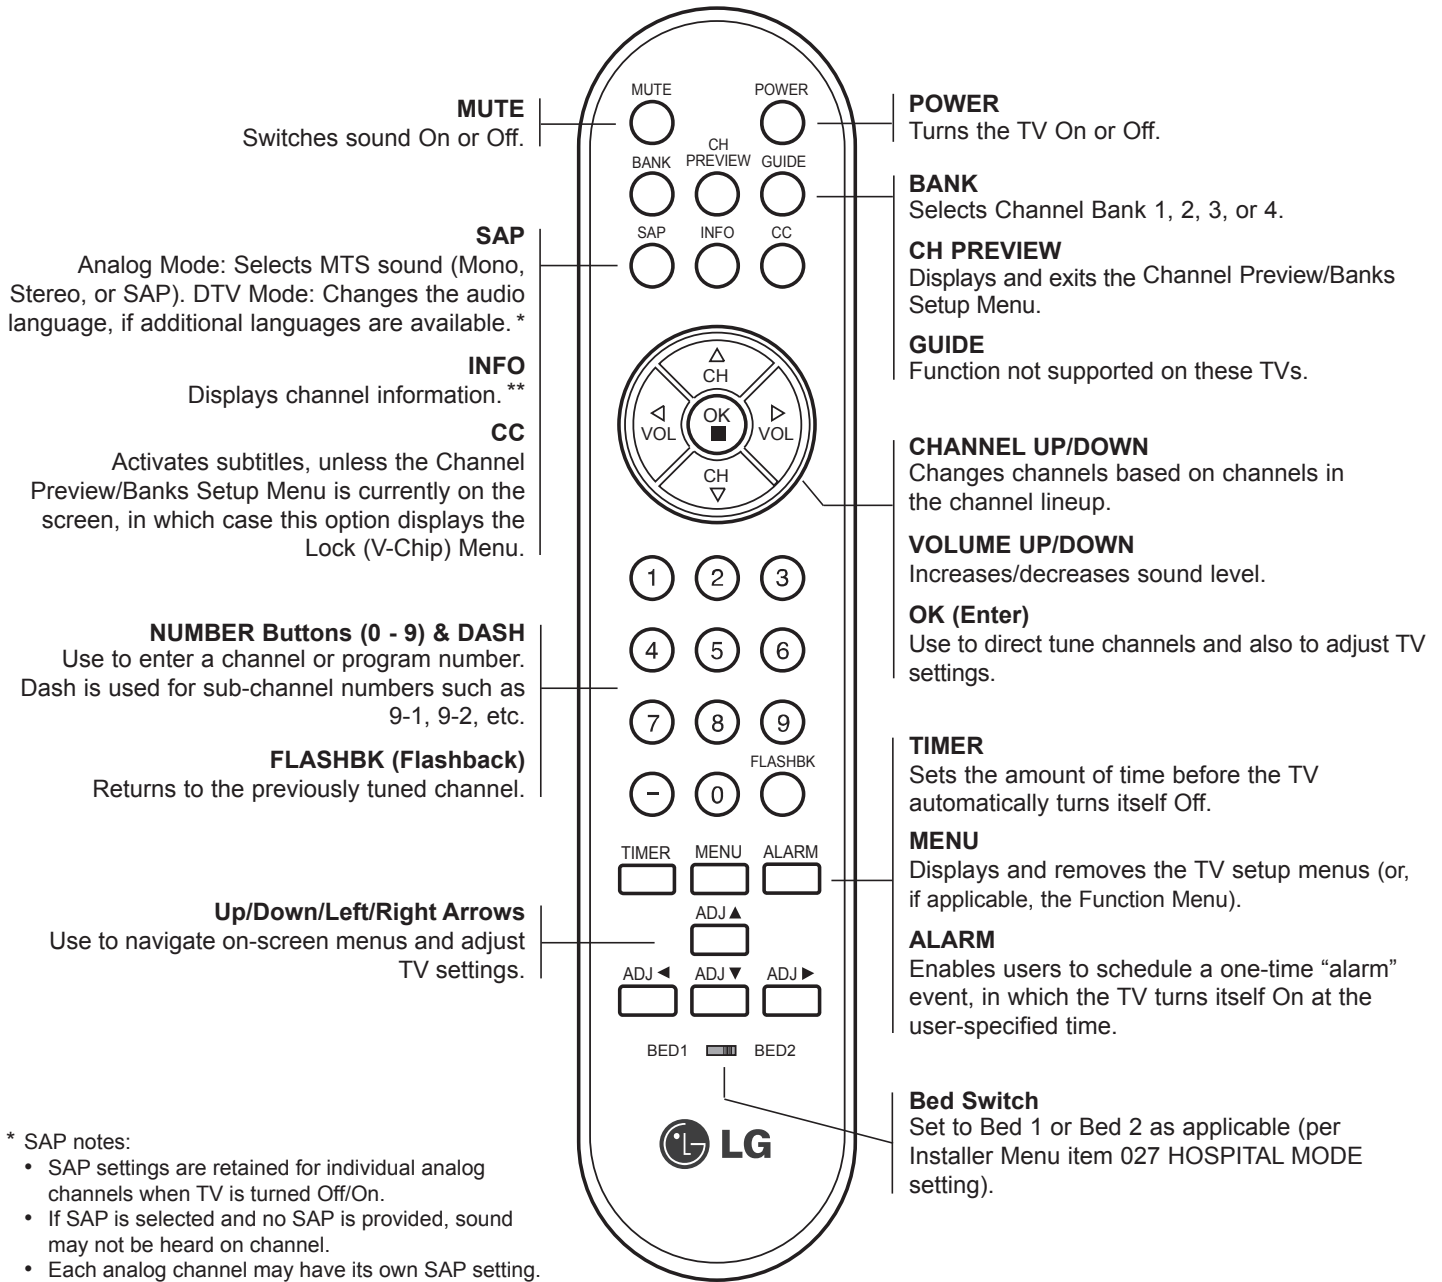 MUTE
Switches sound On or Off.
SAP
Analog Mode: Selects MTS sound (Mono,
Stereo, or SAP). DTV Mode: Changes the audio
language, if additional languages are available. *
INFO
Displays channel information. **
CC
Activates subtitles, unless the Channel
Preview/Banks Setup Menu is currently on the
screen, in which case this option displays the
Lock (V-Chip) Menu.
NUMBER Buttons (0 - 9) & DASH
Use to enter a channel or program number.
Dash is used for sub-channel numbers such as
9-1, 9-2, etc.
FLASHBK (Flashback)
Returns to the previously tuned channel.
Up/Down/Left/Right Arrows
Use to navigate on-screen menus and adjust
TV settings.
* SAP notes:
• SAP settings are retained for individual analog
channels when TV is turned Off/On.
• If SAP is selected and no SAP is provided, sound
may not be heard on channel.
• Each analog channel may have its own SAP setting.
MUTE POWER
CH
BANK PREVIEW GUIDE
SAP INFO CC
△
CH
◁ OK ▷
VOL ■ VOL
CH
▽
1 2 3
4 5 6
7 8 9
FLASHBK
– 0
TIMER MENU ALARM
ADJ ▲
ADJ ◀ ADJ ▼ ADJ ▶
BED1 BED2
LG
POWER
Turns the TV On or Off.
BANK
Selects Channel Bank 1, 2, 3, or 4.
CH PREVIEW
Displays and exits the Channel Preview/Banks
Setup Menu.
GUIDE
Function not supported on these TVs.
CHANNEL UP/DOWN
Changes channels based on channels in
the channel lineup.
VOLUME UP/DOWN
Increases/decreases sound level.
OK (Enter)
Use to direct tune channels and also to adjust TV
settings.
TIMER
Sets the amount of time before the TV
automatically turns itself Off.
MENU
Displays and removes the TV setup menus (or,
if applicable, the Function Menu).
ALARM
Enables users to schedule a one-time “alarm”
event, in which the TV turns itself On at the
user-specified time.
Bed Switch
Set to Bed 1 or Bed 2 as applicable (per
Installer Menu item 027 HOSPITAL MODE
setting).